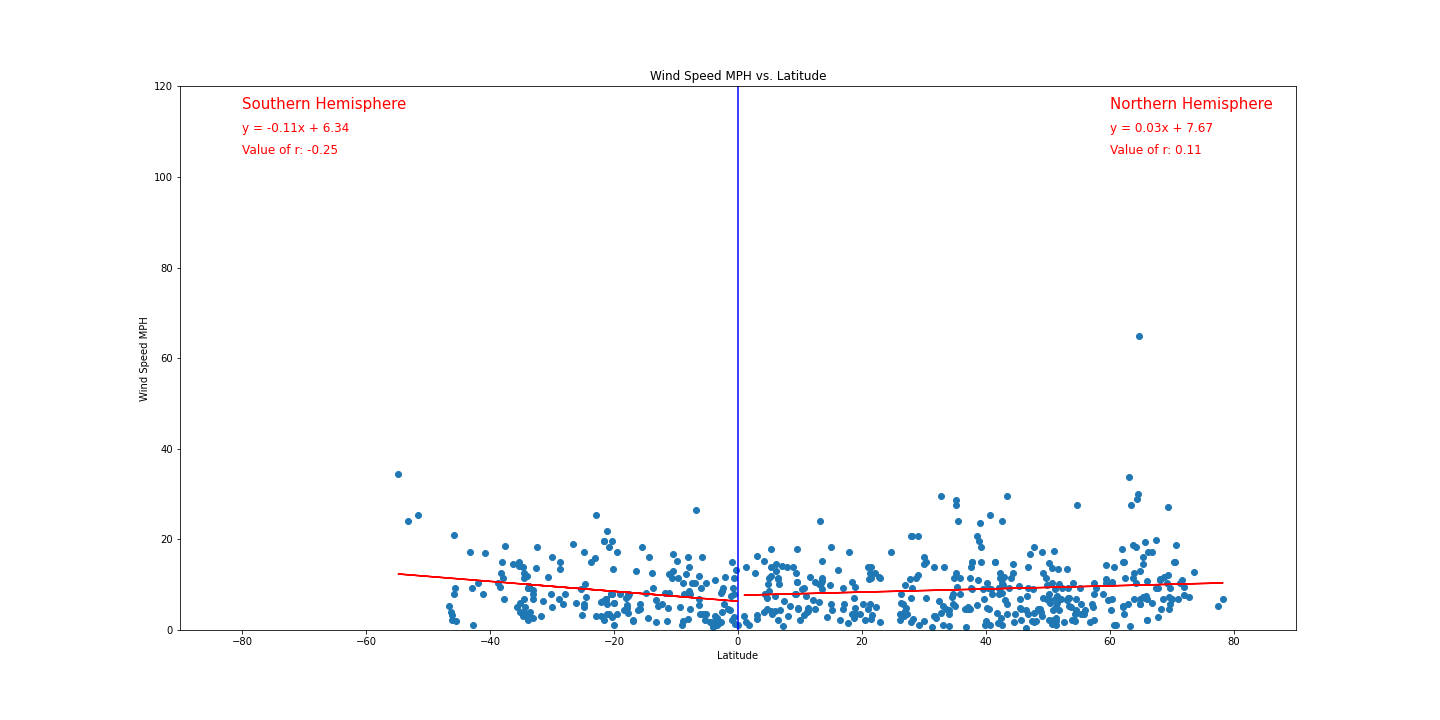 Wind Speed MPH vs. Latitude
Southern Hemisphere
y = -0.11x + 6.34
Value of r: -0.25
Northern Hemisphere
y = 0.03x + 7.67
Value of r: 0.11
Wind Speed MPH
120
100
80
60
40
20
0
−80
−60
−40
−20
0
20
40
60
80
Latitude